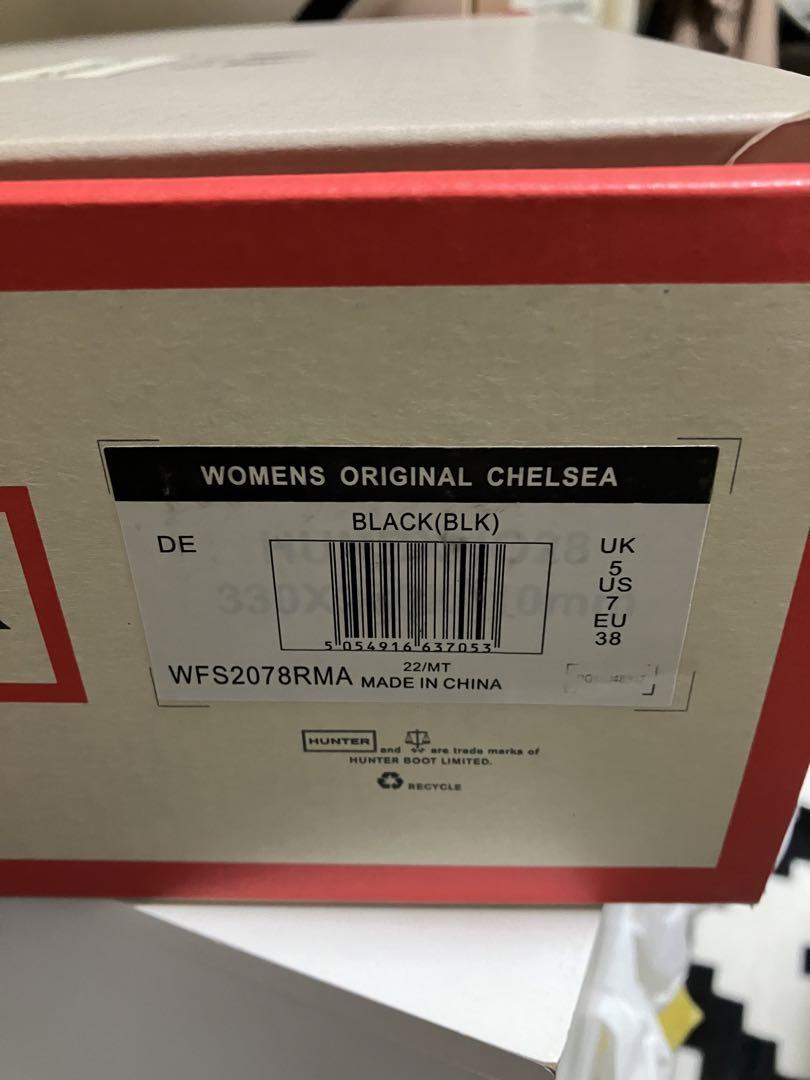 WOMENS ORIGINAL CHELSEA
BLACK(BLK)
DE
UK
5
US
7
EU
38
5 054916 637053
WFS2078RMA
22/MT
MADE IN CHINA
HUNTER and are trade marks of
HUNTER BOOT LIMITED.
RECYCLE